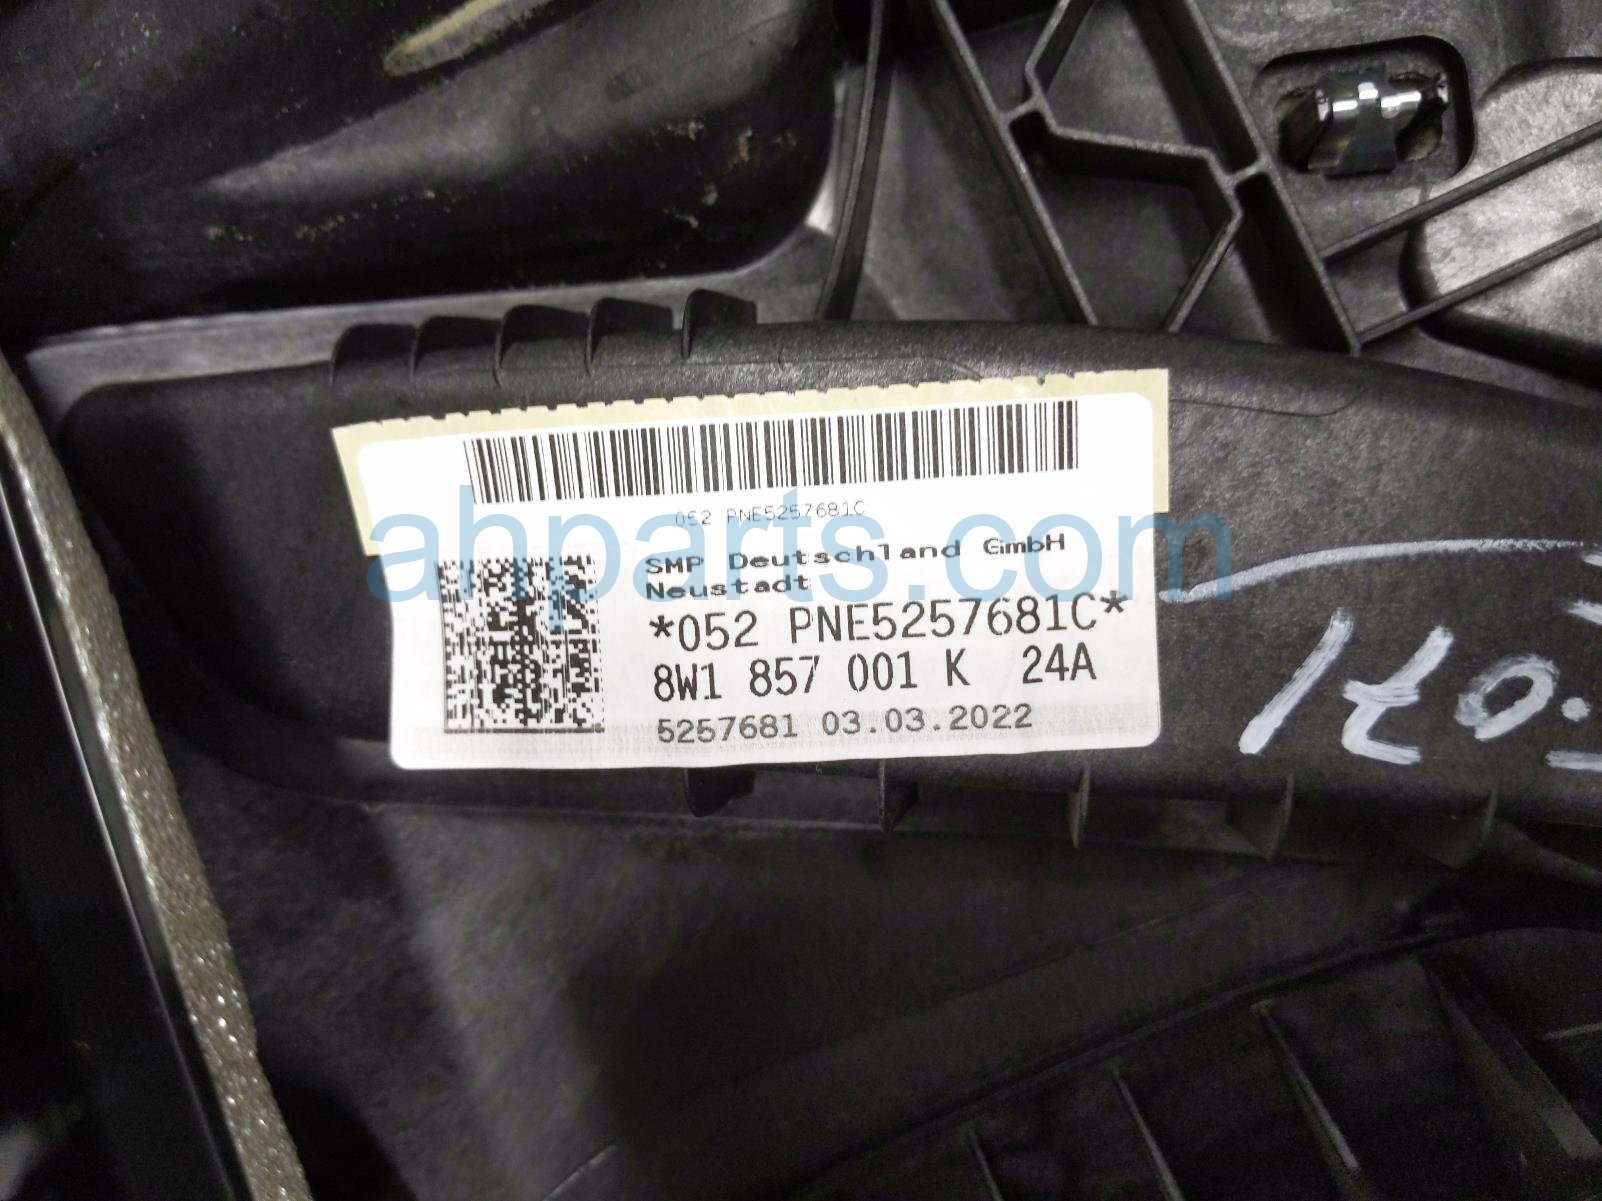 052 PNE5257681C
SMP Deutschland GmbH
Neustadt
*052 PNE5257681C*
8W1 857 001 K 24A
5257681 03.03.2022
ahparts.com